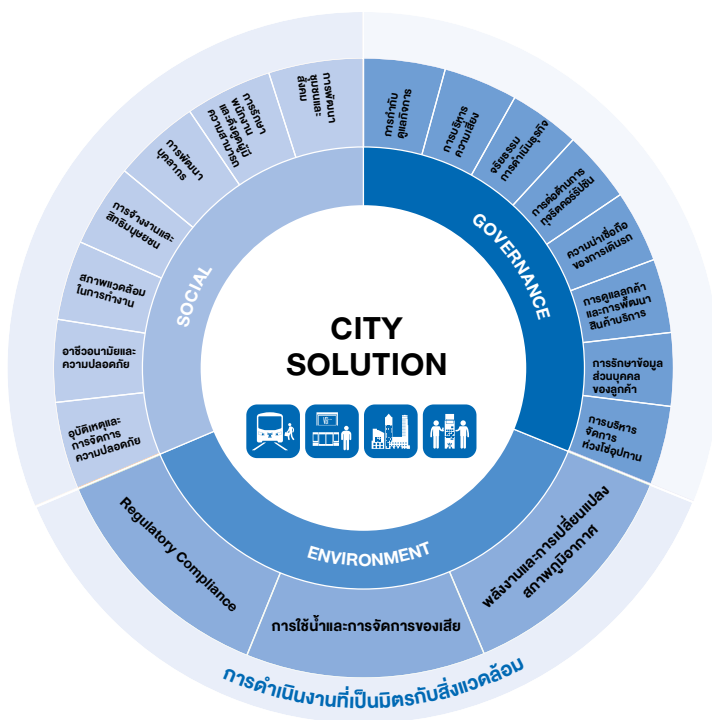 CITY
SOLUTION
GOVERNANCE
การกำกับ
ดูแลกิจการ
การบริหาร
ความเสี่ยง
จริยธรรม
การดำเนินธุรกิจ
การต่อต้านการ
ทุจริตคอร์รัปชัน
ความน่าเชื่อถือ
ของการเดินรถ
การดูแลลูกค้า
และการพัฒนา
สินค้าบริการ
การรักษาข้อมูล
ส่วนบุคคล
ของลูกค้า
การบริหาร
จัดการ
ห่วงโซ่อุปทาน
ENVIRONMENT
พลังงานและการเปลี่ยนแปลง
สภาพภูมิอากาศ
การใช้น้ำและการจัดการของเสีย
Regulatory Compliance
การดำเนินงานที่เป็นมิตรกับสิ่งแวดล้อม
SOCIAL
อุบัติเหตุและ
การจัดการ
ความปลอดภัย
อาชีวอนามัยและ
ความปลอดภัย
สภาพแวดล้อม
ในการทำงาน
การจ้างงานและ
สิทธิมนุษยชน
การพัฒนา
บุคลากร
การรักษา
พนักงาน
และดึงดูดผู้มี
ความสามารถ
การพัฒนา
ชุมชนและ
สังคม